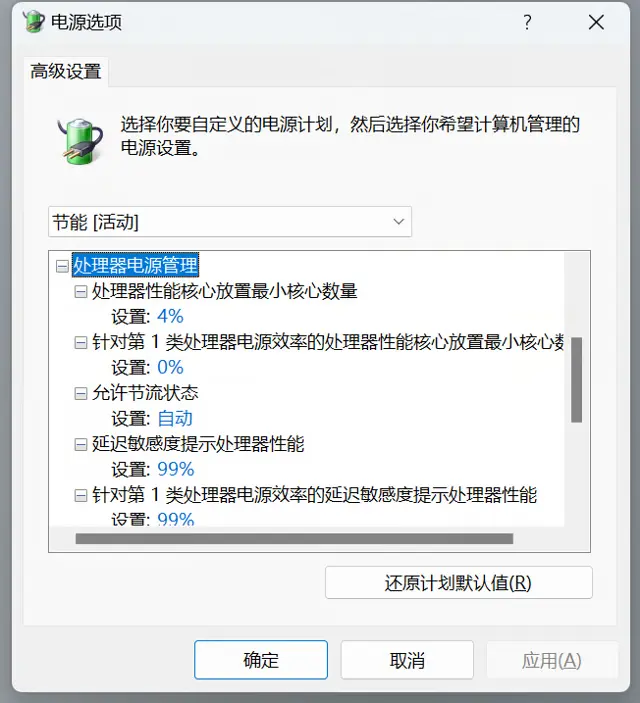 电源选项
高级设置
选择你要自定义的电源计划，然后选择你希望计算机管理的
电源设置。
节能 [活动]
处理器电源管理
处理器性能核心放置最小核心数量
设置: 4%
针对第 1 类处理器电源效率的处理器性能核心放置最小核心数
设置: 0%
允许节流状态
设置: 自动
延迟敏感度提示处理器性能
设置: 99%
针对第 1 类处理器电源效率的延迟敏感度提示处理器性能
设置: 99%
还原计划默认值(R)
确定
取消
应用(A)